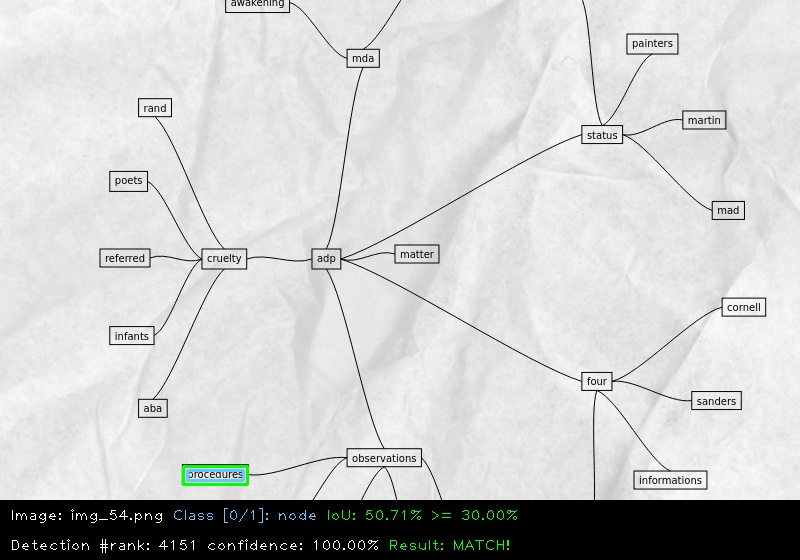 awakening
mda
painters
rand
martin
status
poets
mad
referred
cruelty
adp
matter
cornell
infants
four
sanders
aba
observations
procedures
informations
Image: img_54.png Class [0/1]: node IoU: 50.71% >= 30.00%
Detection #rank: 4151 confidence: 100.00% Result: MATCH!